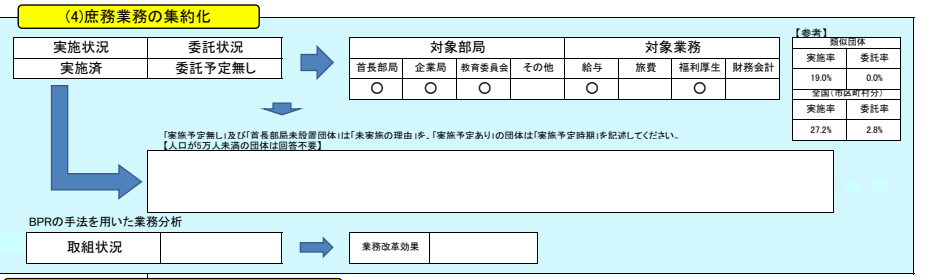 (4)庶務業務の集約化
【参考】
実施状況 委託状況
実施済 委託予定無し
対象部局 対象業務
首長部局 企業局 教育委員会 その他 給与 旅費 福利厚生 財務会計
○ ○ ○ ○ ○
類似団体
実施率 委託率
19.0% 0.0%
全国(市区町村分)
実施率 委託率
27.2% 2.8%
「実施予定無し」及び「首長部局未設置団体」は「未実施の理由」を、「実施予定あり」の団体は「実施予定時期」を記述してください。
【人口が5万人未満の団体は回答不要】
BPRの手法を用いた業務分析
取組状況
業務改革効果